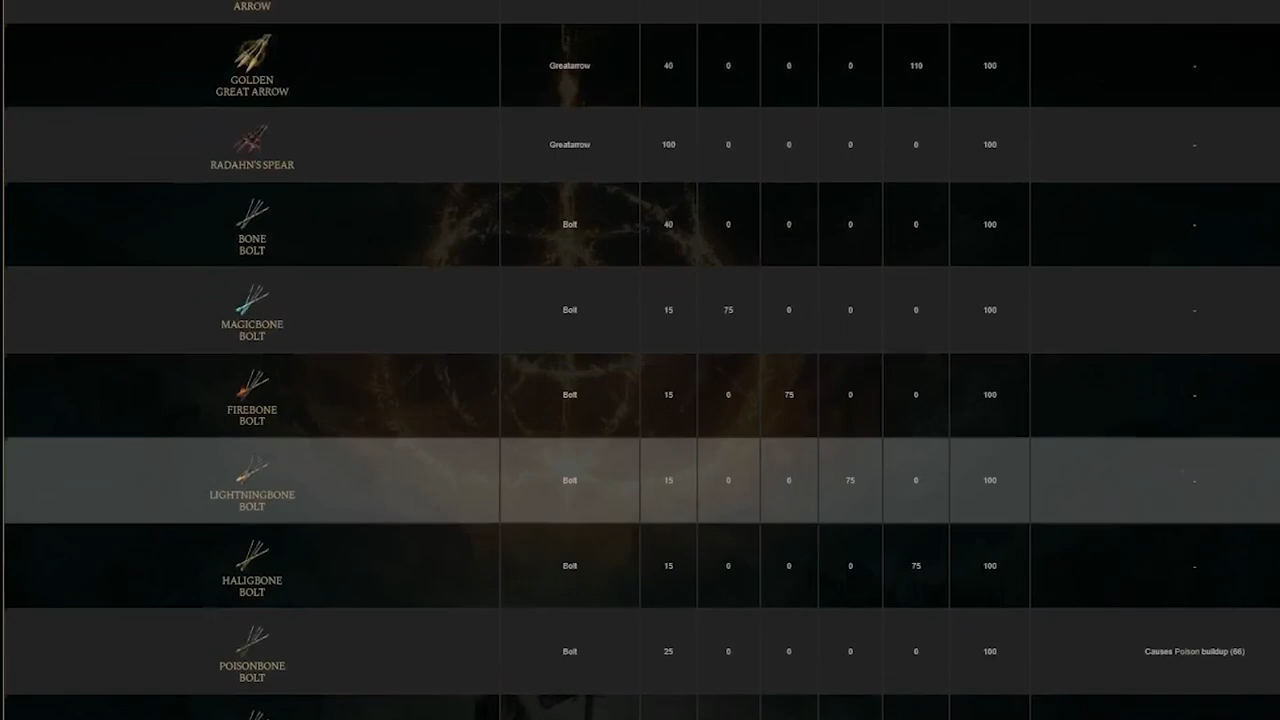 ARROW
GOLDEN
GREAT ARROW
Greatarrow 40 0 0 0 110 100 -
RADAHN'S SPEAR
Greatarrow 100 0 0 0 0 100 -
BONE
BOLT
Bolt 40 0 0 0 0 100 -
MAGICBONE
BOLT
Bolt 15 75 0 0 0 100 -
FIREBONE
BOLT
Bolt 15 0 75 0 0 100 -
LIGHTNINGBONE
BOLT
Bolt 15 0 0 75 0 100 -
HALIGBONE
BOLT
Bolt 15 0 0 0 75 100 -
POISONBONE
BOLT
Bolt 25 0 0 0 0 100 Causes Poison buildup (66)